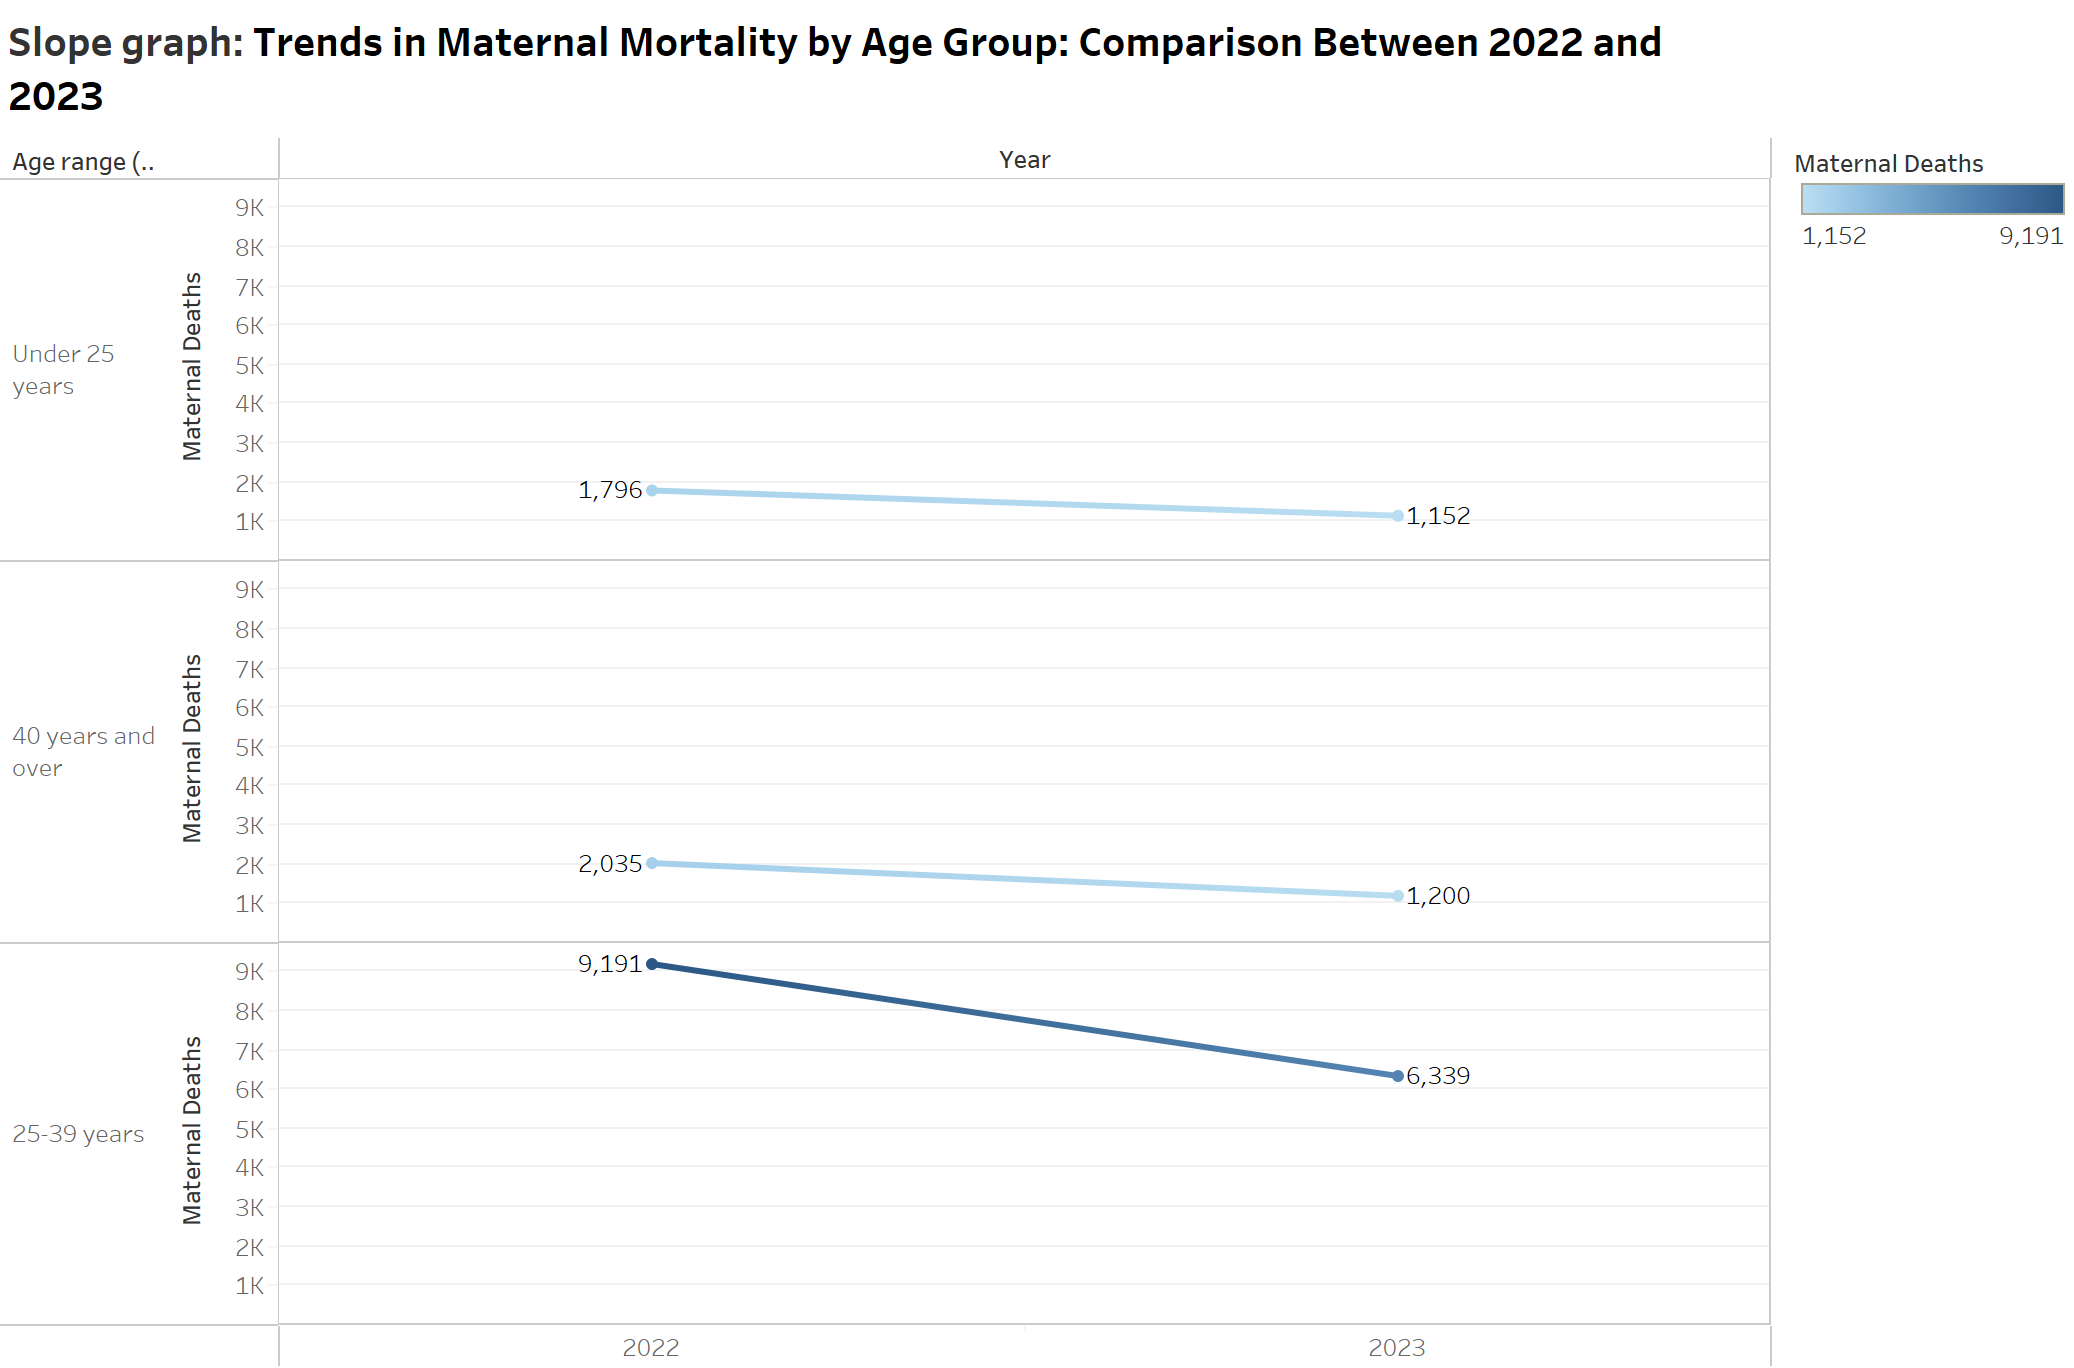 Slope graph: Trends in Maternal Mortality by Age Group: Comparison Between 2022 and
2023
Age range (..
Year
Maternal Deaths
1,152 9,191
Under 25
years
Maternal Deaths
9K
8K
7K
6K
5K
4K
3K
2K
1K
1,796
1,152
40 years and
over
Maternal Deaths
9K
8K
7K
6K
5K
4K
3K
2K
1K
2,035
1,200
25-39 years
Maternal Deaths
9K
8K
7K
6K
5K
4K
3K
2K
1K
9,191
6,339
2022 2023